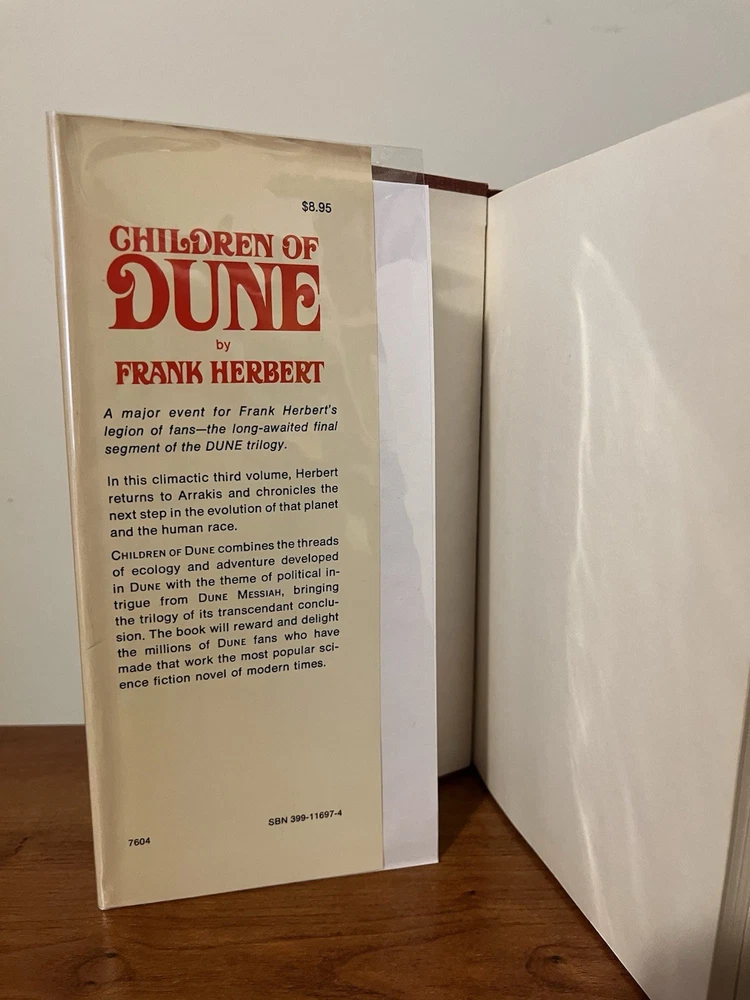 $8.95
CHILDREN OF
DUNE
by
FRANK HERBERT
A major event for Frank Herbert's
legion of fans—the long-awaited final
segment of the DUNE trilogy.
In this climactic third volume, Herbert
returns to Arrakis and chronicles the
next step in the evolution of that planet
and the human race.
CHILDREN OF DUNE combines the threads
of ecology and adventure developed
in DUNE with the theme of political in-
trigue from DUNE MESSIAH, bringing
the trilogy of its transcendant conclu-
sion. The book will reward and delight
the millions of DUNE fans who have
made that work the most popular sci-
ence fiction novel of modern times.
SBN 399-11697-4
7604